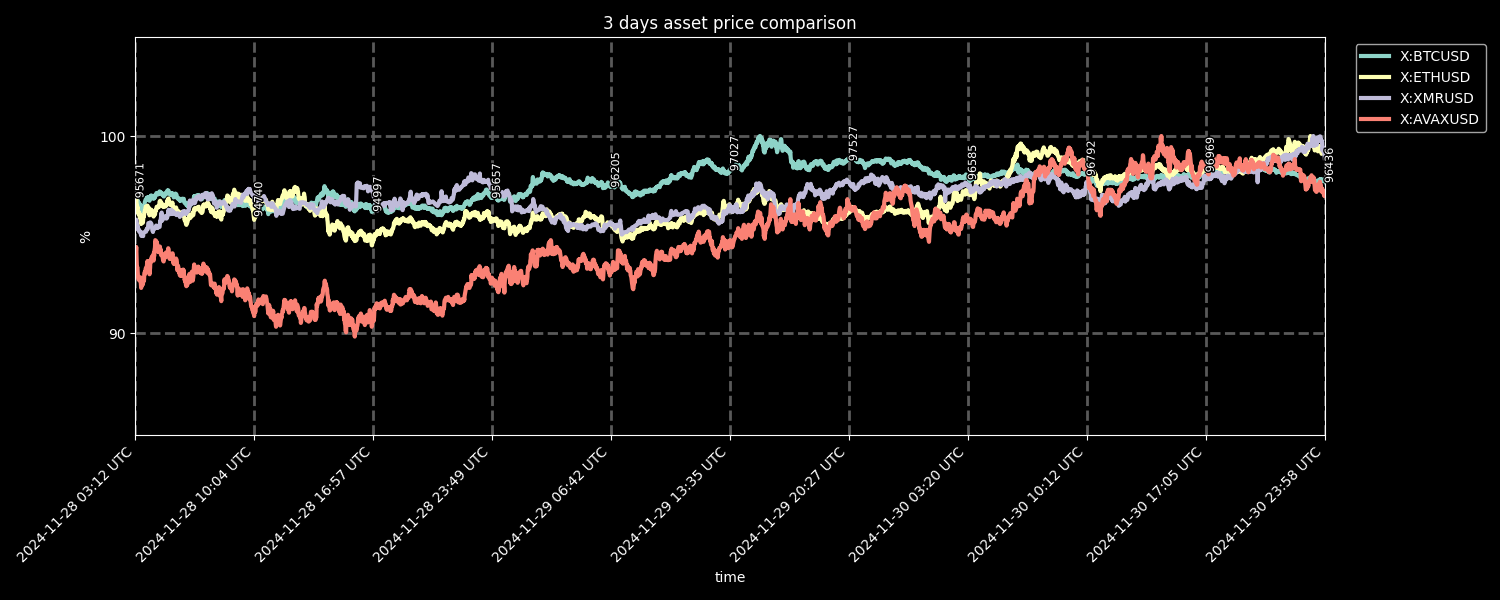 3 days asset price comparison
X:BTCUSD
X:ETHUSD
X:XMRUSD
X:AVAXUSD
100
90
%
95671
94740
94997
95657
96205
97027
97527
96585
96792
96969
96436
2024-11-28 03:12 UTC
2024-11-28 10:04 UTC
2024-11-28 16:57 UTC
2024-11-28 23:49 UTC
2024-11-29 06:42 UTC
2024-11-29 13:35 UTC
2024-11-29 20:27 UTC
2024-11-30 03:20 UTC
2024-11-30 10:12 UTC
2024-11-30 17:05 UTC
2024-11-30 23:58 UTC
time